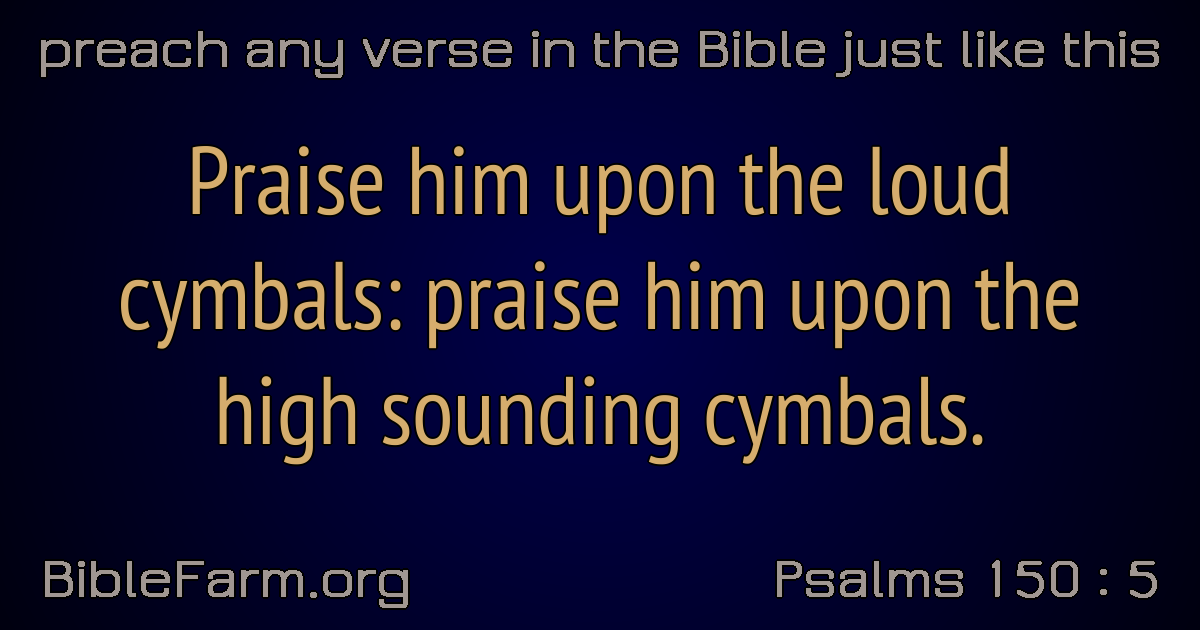 preach any verse in the Bible just like this
Praise him upon the loud
cymbals: praise him upon the
high sounding cymbals.
BibleFarm.org
Psalms 150 : 5